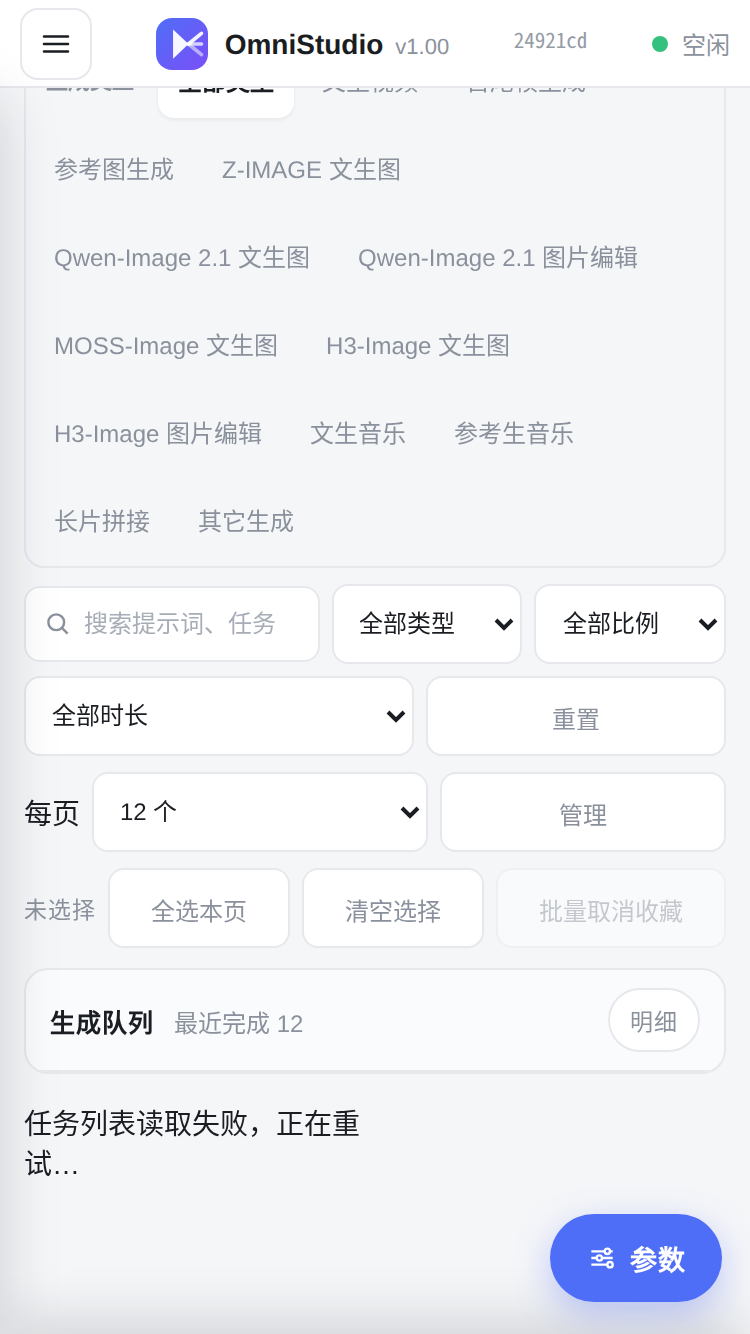 OmniStudio v1.00 24921cd 空闲
全部类型
参考图生成 Z-IMAGE 文生图
Qwen-Image 2.1 文生图 Qwen-Image 2.1 图片编辑
MOSS-Image 文生图 H3-Image 文生图
H3-Image 图片编辑 文生音乐 参考生音乐
长片拼接 其它生成
搜索提示词、任务 全部类型 全部比例
全部时长 重置
每页 12 个 管理
未选择 全选本页 清空选择 批量取消收藏
生成队列 最近完成 12 明细
任务列表读取失败，正在重
试…
参数